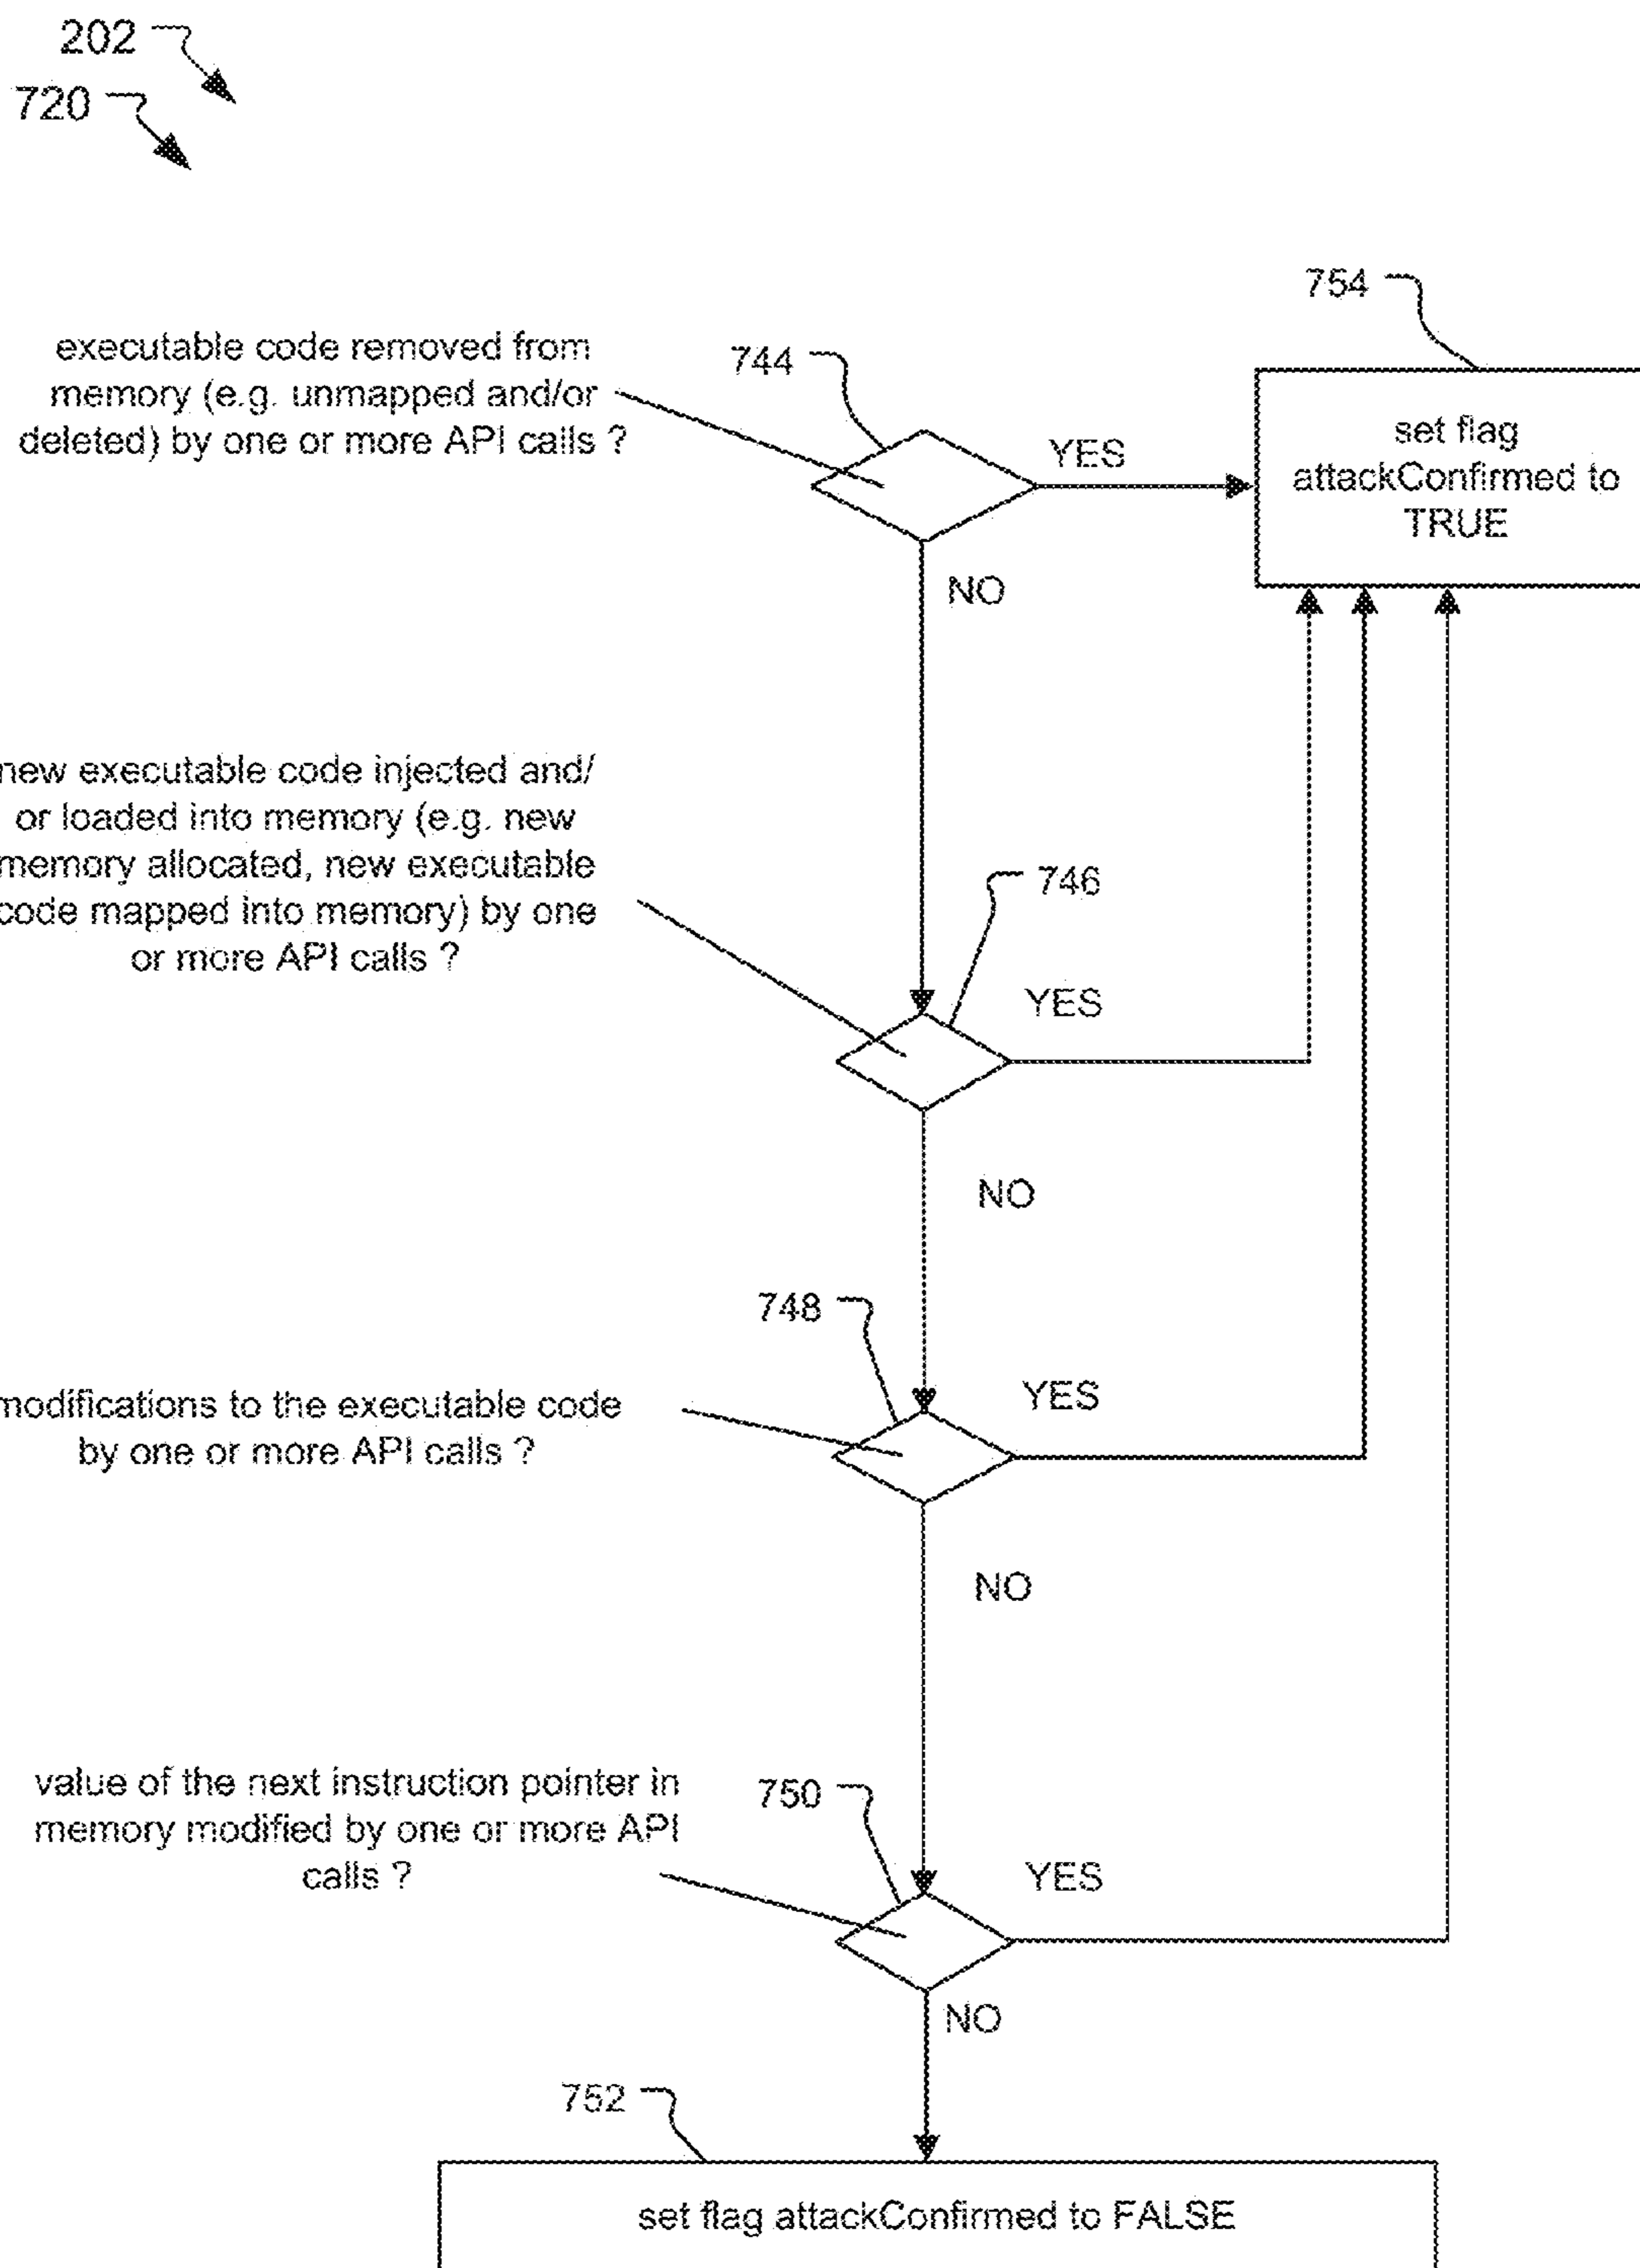 202
720
754
executable code removed from
memory (e.g. unmapped and/or
deleted) by one or more API calls ?
744
YES
set flag
attackConfirmed to
TRUE
NO
new executable code injected and/
or loaded into memory (e.g. new
memory allocated, new executable
code mapped into memory) by one
or more API calls ?
746
YES
NO
748
YES
modifications to the executable code
by one or more API calls ?
NO
value of the next instruction pointer in
memory modified by one or more API
calls ?
750
YES
NO
752
set flag attackConfirmed to FALSE